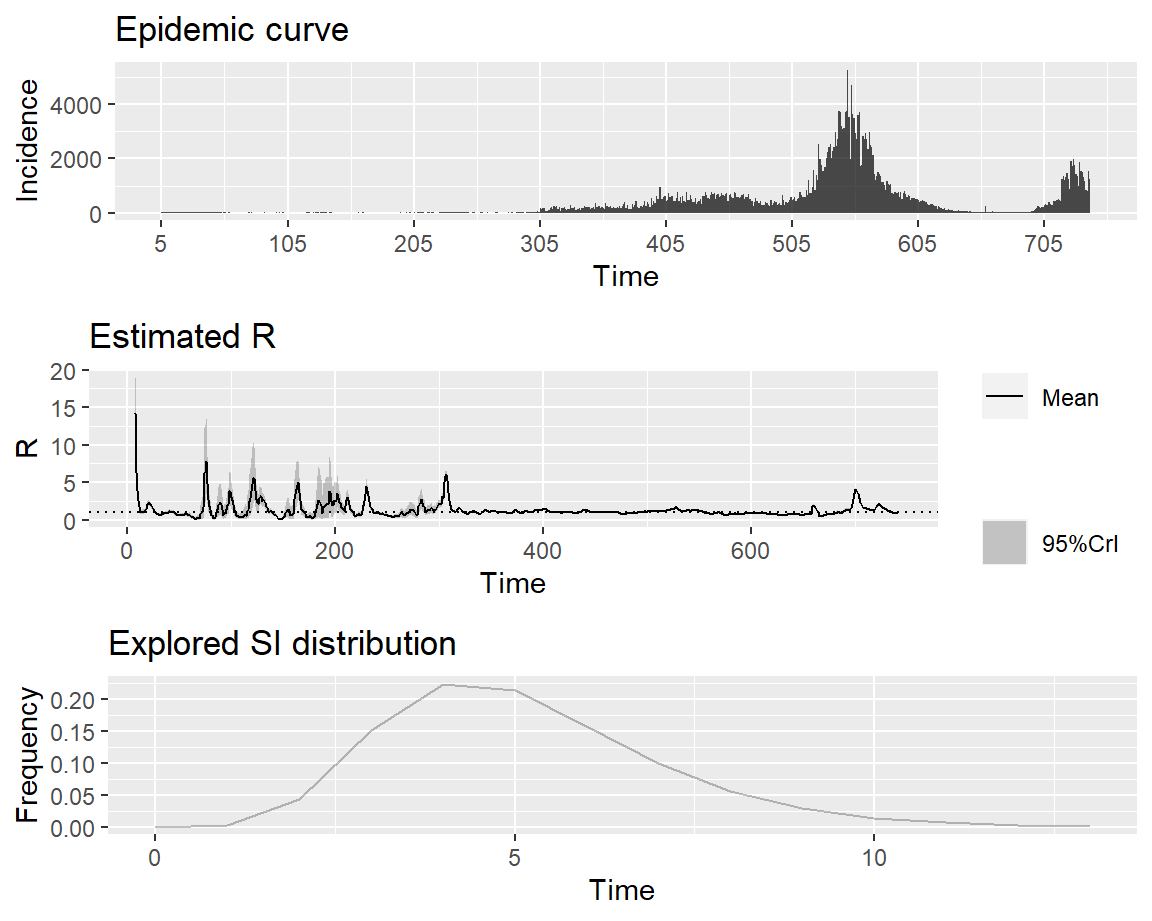 Epidemic curve
Incidence
4000
2000
0
5 105 205 305 405 505 605 705
Time
Estimated R
R
20
15
10
5
0
0 200 400 600
Time
Mean
95%CrI
Explored SI distribution
Frequency
0.20
0.15
0.10
0.05
0.00
0 5 10
Time